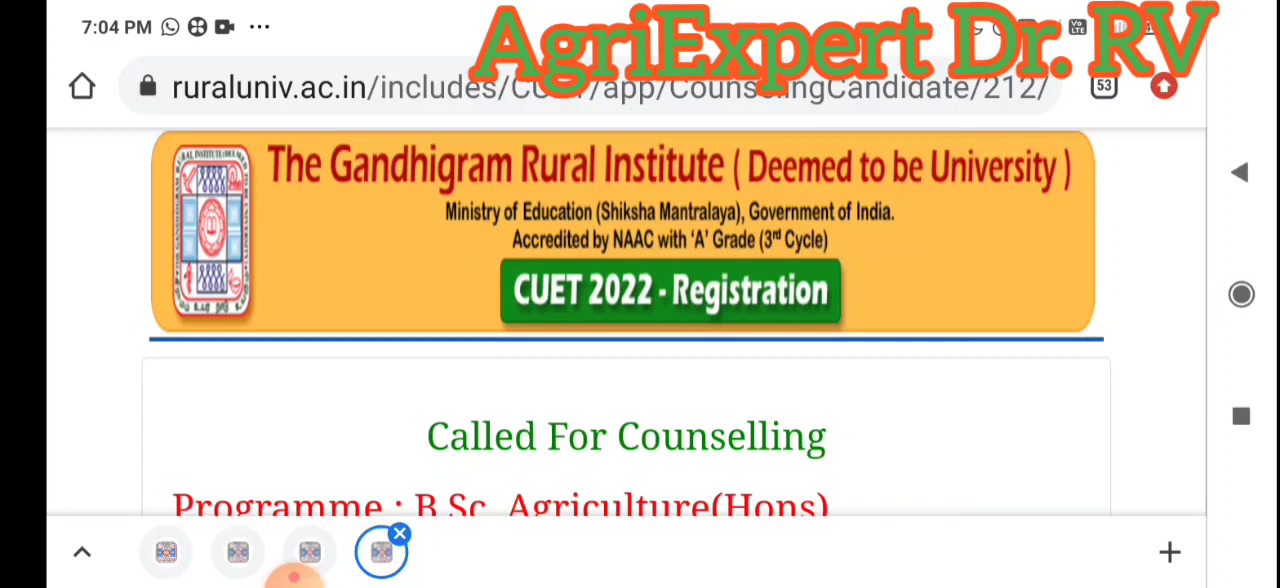 7:04 PM
AgriExpert Dr. RV
ruraluniv.ac.in/includes/ /app/CounsellingCandidate/212/
53
The Gandhigram Rural Institute ( Deemed to be University )
Ministry of Education (Shiksha Mantralaya), Government of India.
Accredited by NAAC with ‘A’ Grade (3rd Cycle)
CUET 2022 - Registration
Called For Counselling
Programme : B.Sc. Agriculture(Hons)